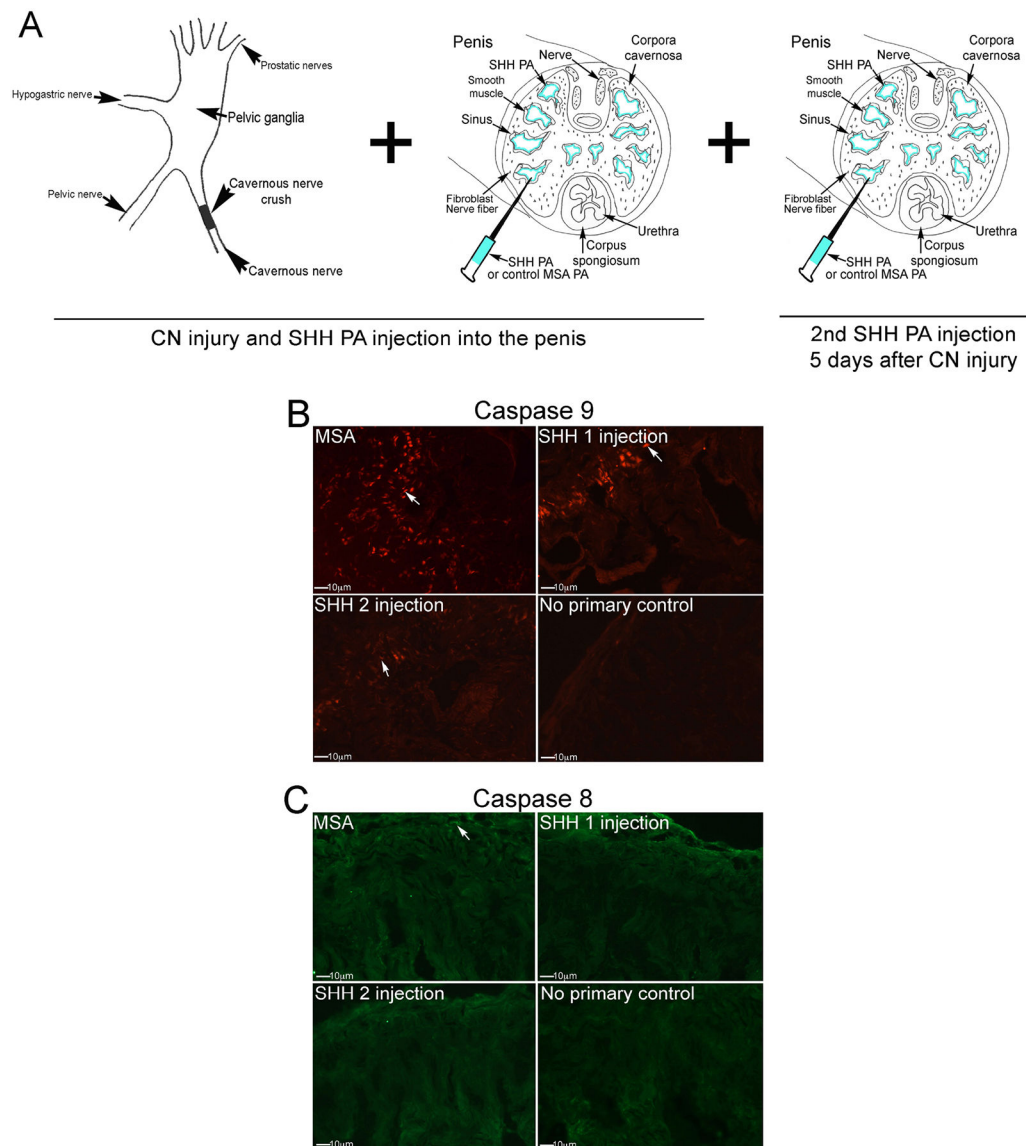 A
Prostatic nerves
Hypogastric nerve
Pelvic ganglia
Pelvic nerve
Cavernous nerve
crush
Cavernous nerve
+
Penis
Nerve
Corpora
cavernosa
SHH PA
Smooth
muscle
Sinus
Fibroblast
Nerve fiber
Urethra
Corpus
spongiosum
SHH PA
or control MSA PA
+
Penis
Nerve
Corpora
cavernosa
SHH PA
Smooth
muscle
Sinus
Fibroblast
Nerve fiber
Urethra
Corpus
spongiosum
SHH PA
or control MSA PA
CN injury and SHH PA injection into the penis
2nd SHH PA injection
5 days after CN injury
B
Caspase 9
MSA
10μm
SHH 1 injection
10μm
SHH 2 injection
10μm
No primary control
10μm
C
Caspase 8
MSA
10μm
SHH 1 injection
10μm
SHH 2 injection
10μm
No primary control
10μm